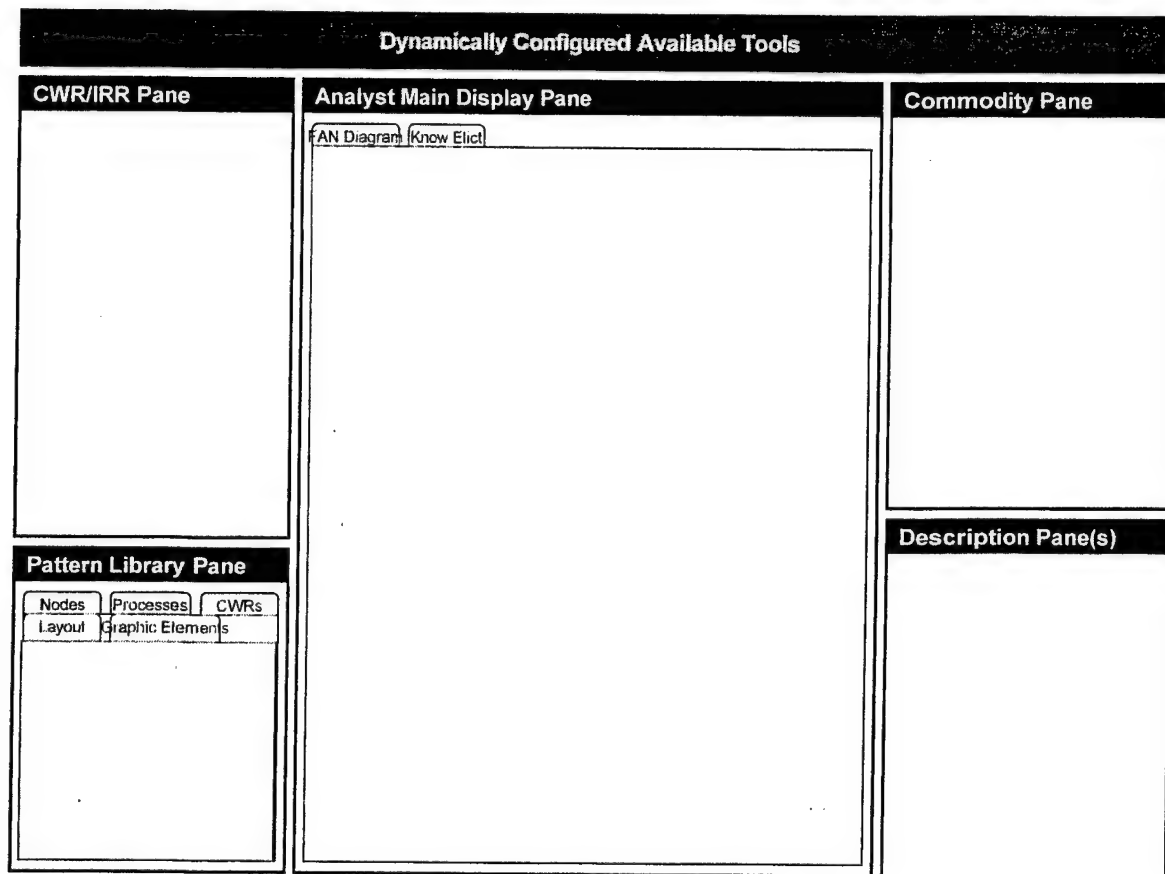 Dynamically Configured Available Tools
CWR/IRR Pane
Analyst Main Display Pane
FAN Diagram
Know Elict
Commodity Pane
Description Pane(s)
Pattern Library Pane
Nodes
Processes
CWRs
Layout
Graphic Elements